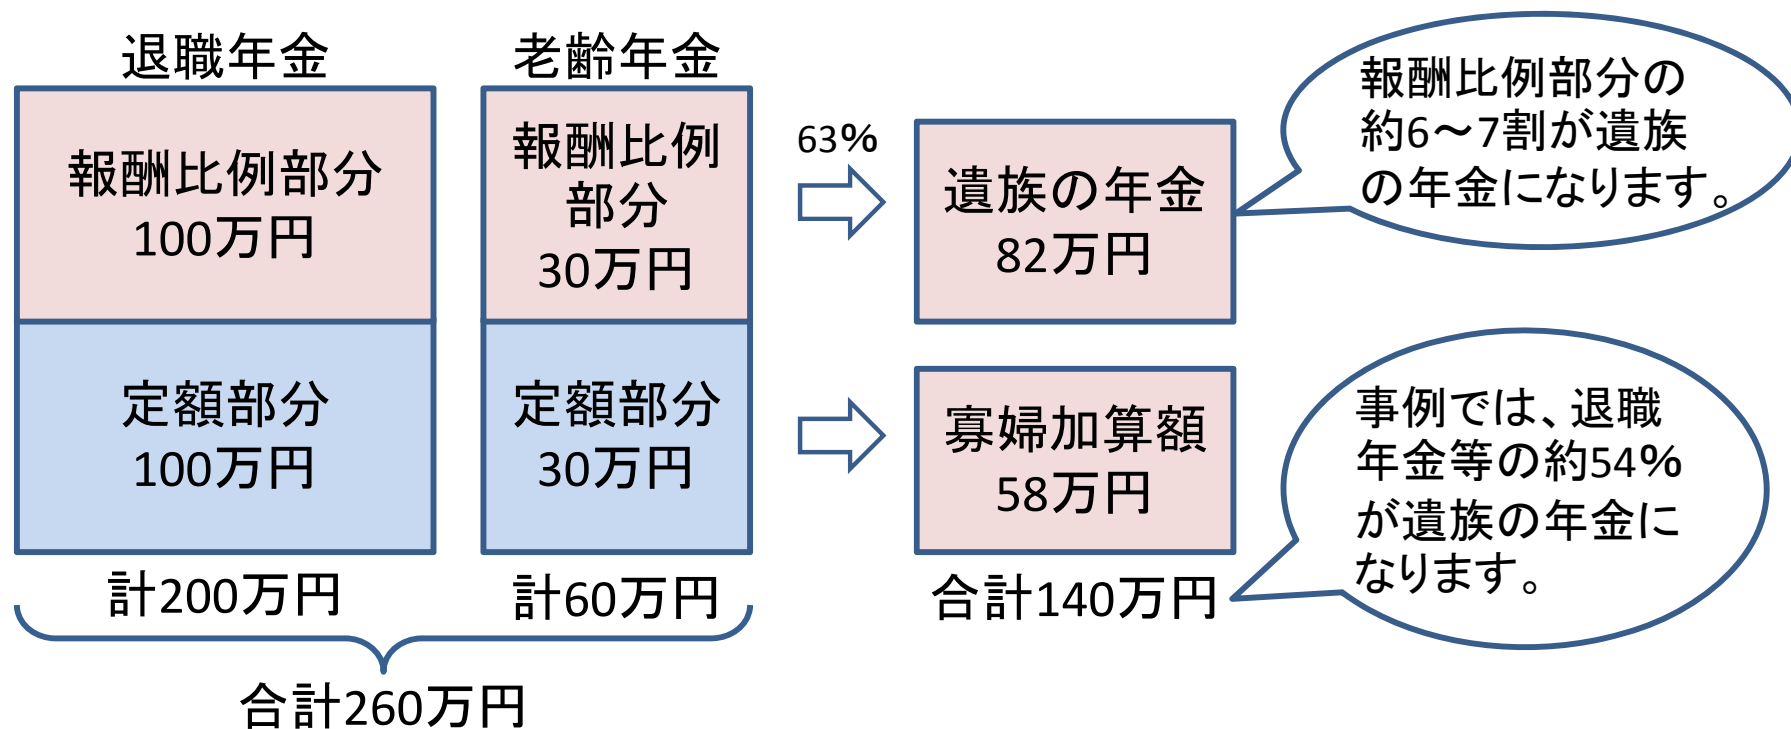 退職年金
報酬比例部分
100万円
定額部分
100万円
計200万円
老齢年金
報酬比例
部分
30万円
定額部分
30万円
計60万円
合計260万円
63%
遺族の年金
82万円
寡婦加算額
58万円
合計140万円
報酬比例部分の
約6～7割が遺族
の年金になります。
事例では、退職
年金等の約54%
が遺族の年金に
なります。